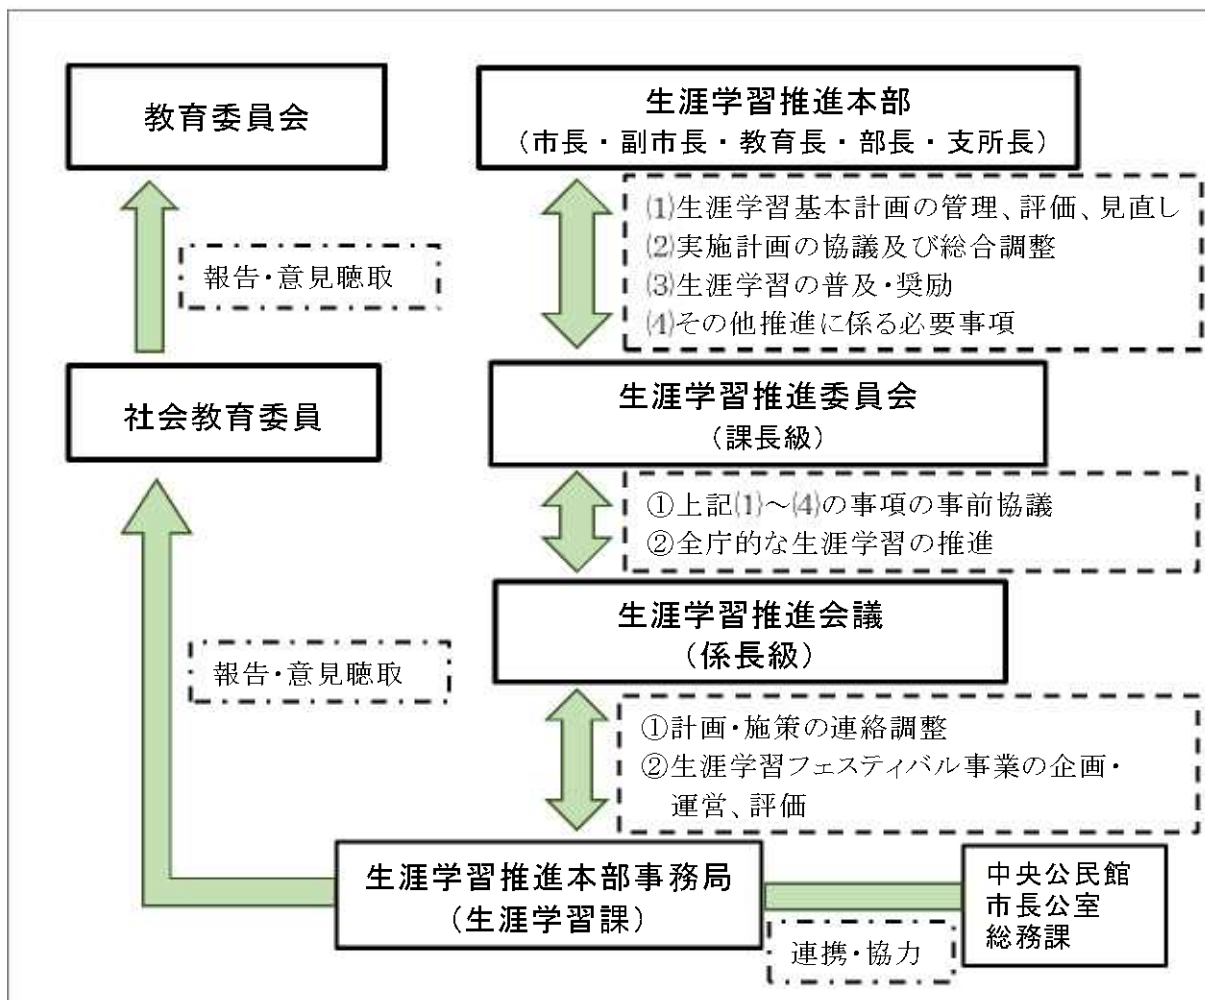 教育委員会
生涯学習推進本部
（市長・副市長・教育長・部長・支所長）
⑴生涯学習基本計画の管理、評価、見直し
⑵実施計画の協議及び総合調整
⑶生涯学習の普及・奨励
⑷その他推進に係る必要事項
報告・意見聴取
社会教育委員
生涯学習推進委員会
（課長級）
①上記⑴～⑷の事項の事前協議
②全庁的な生涯学習の推進
生涯学習推進会議
（係長級）
報告・意見聴取
①計画・施策の連絡調整
②生涯学習フェスティバル事業の企画・
運営、評価
生涯学習推進本部事務局
（生涯学習課）
中央公民館
市長公室
総務課
連携・協力